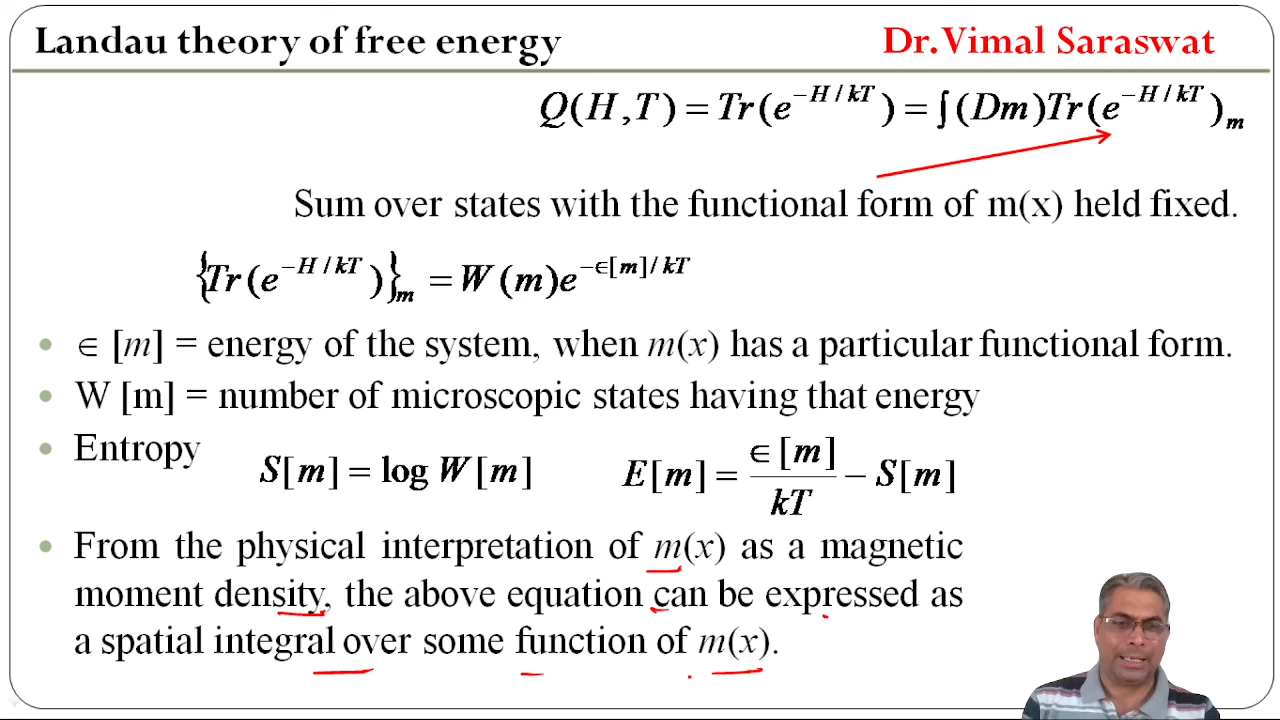 Landau theory of free energy
Dr. Vimal Saraswat
Q(H,T) = Tr(e^{-H/kT}) = ∫(Dm)Tr(e^{-H/kT})_m
Sum over states with the functional form of m(x) held fixed.
{Tr(e^{-H/kT})}_m = W(m)e^{-∈[m]/kT}
• ∈ [m] = energy of the system, when m(x) has a particular functional form.
• W [m] = number of microscopic states having that energy
• Entropy S[m] = log W[m] E[m] = ∈[m]/kT − S[m]
• From the physical interpretation of m(x) as a magnetic
moment density, the above equation can be expressed as
a spatial integral over some function of m(x).